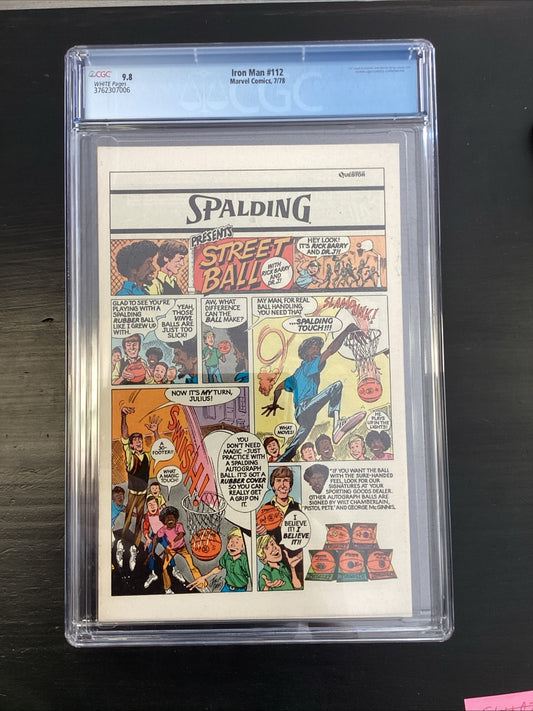 CGC 9.8
WHITE Pages
3762307006
Iron Man #112
Marvel Comics, 7/78
CGC
SPALDING
PRESENTS
STREET
BALL
WITH
RICK BARRY
AND
DR. J!
HEY LOOK!
IT'S RICK BARRY
AND
DR. J!!
GLAD TO SEE YOU'RE
PLAYING WITH A
SPALDING
RUBBER BALL
LIKE I GREW UP
WITH.
YEAH,
THOSE
VINYL
BALLS ARE
JUST TOO
SLICK!
AW, WHAT
DIFFERENCE
CAN THE
BALL MAKE?
MY MAN, FOR REAL
BALL HANDLING,
YOU NEED THAT
...SPALDING
TOUCH!!!
SLAMDUNK!
WHAT
MOVES!
HE
PLAYS
UP IN THE
LIGHTS!
NOW IT'S MY TURN,
JULIUS!
SWISH!
A
30-
FOOTER!
WHAT
A MAGIC
TOUCH!
YOU
DON'T NEED
MAGIC -JUST
PRACTICE WITH
A SPALDING
AUTOGRAPH
BALL. IT'S GOT A
RUBBER COVER
SO YOU CAN
REALLY GET
A GRIP ON
IT.
I
BELIEVE
IT! I
BELIEVE
IT!!
"IF YOU WANT THE BALL
WITH THE SURE-HANDED
FEEL, LOOK FOR OUR
SIGNATURES AT YOUR
SPORTING GOODS DEALER.
OTHER AUTOGRAPH BALLS ARE
SIGNED BY WILT CHAMBERLAIN,
'PISTOL PETE' AND GEORGE McGINNIS.